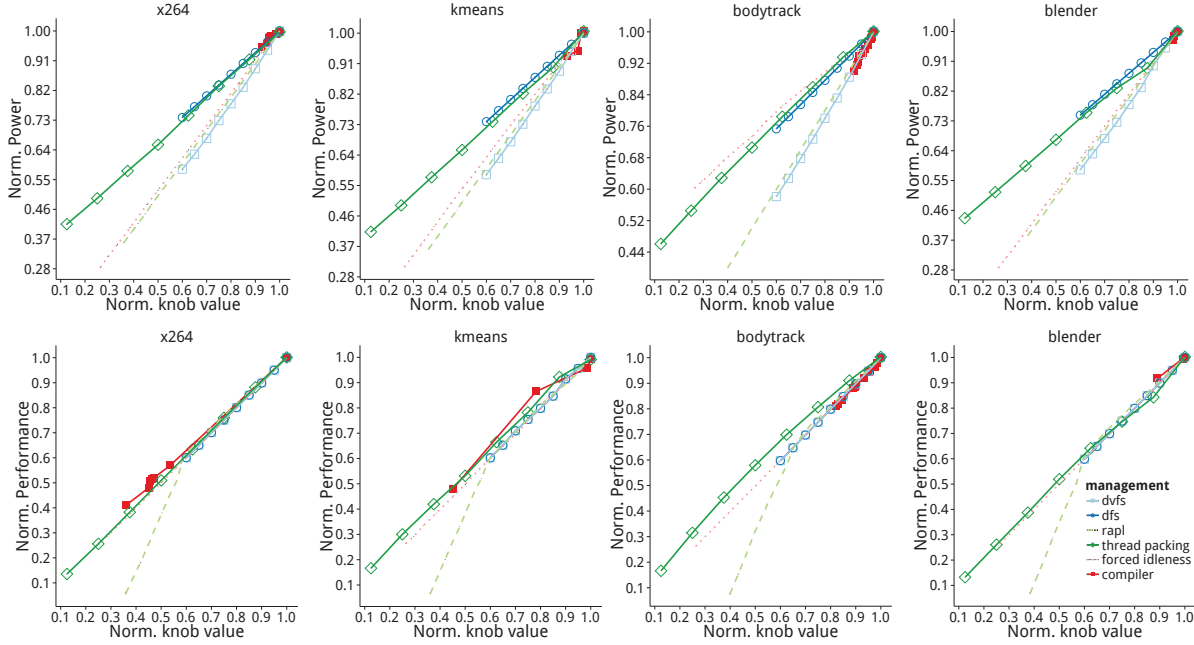 x264
kmeans
bodytrack
blender
Norm. Power
1.00
0.91
0.82
0.73
0.64
0.55
0.46
0.37
0.28
0.1 0.2 0.3 0.4 0.5 0.6 0.7 0.8 0.9 1.0
Norm. knob value
Norm. Power
1.00
0.91
0.82
0.73
0.64
0.55
0.46
0.37
0.28
0.1 0.2 0.3 0.4 0.5 0.6 0.7 0.8 0.9 1.0
Norm. knob value
Norm. Power
1.00
0.92
0.84
0.76
0.68
0.60
0.52
0.44
0.1 0.2 0.3 0.4 0.5 0.6 0.7 0.8 0.9 1.0
Norm. knob value
Norm. Power
1.00
0.91
0.82
0.73
0.64
0.55
0.46
0.37
0.28
0.1 0.2 0.3 0.4 0.5 0.6 0.7 0.8 0.9 1.0
Norm. knob value
x264
kmeans
bodytrack
blender
Norm. Performance
1.0
0.9
0.8
0.7
0.6
0.5
0.4
0.3
0.2
0.1
0.1 0.2 0.3 0.4 0.5 0.6 0.7 0.8 0.9 1.0
Norm. knob value
Norm. Performance
1.0
0.9
0.8
0.7
0.6
0.5
0.4
0.3
0.2
0.1
0.1 0.2 0.3 0.4 0.5 0.6 0.7 0.8 0.9 1.0
Norm. knob value
Norm. Performance
1.0
0.9
0.8
0.7
0.6
0.5
0.4
0.3
0.2
0.1
0.1 0.2 0.3 0.4 0.5 0.6 0.7 0.8 0.9 1.0
Norm. knob value
Norm. Performance
1.0
0.9
0.8
0.7
0.6
0.5
0.4
0.3
0.2
0.1
0.1 0.2 0.3 0.4 0.5 0.6 0.7 0.8 0.9 1.0
Norm. knob value
management
dvfs
dfs
rapl
thread packing
forced idleness
compiler